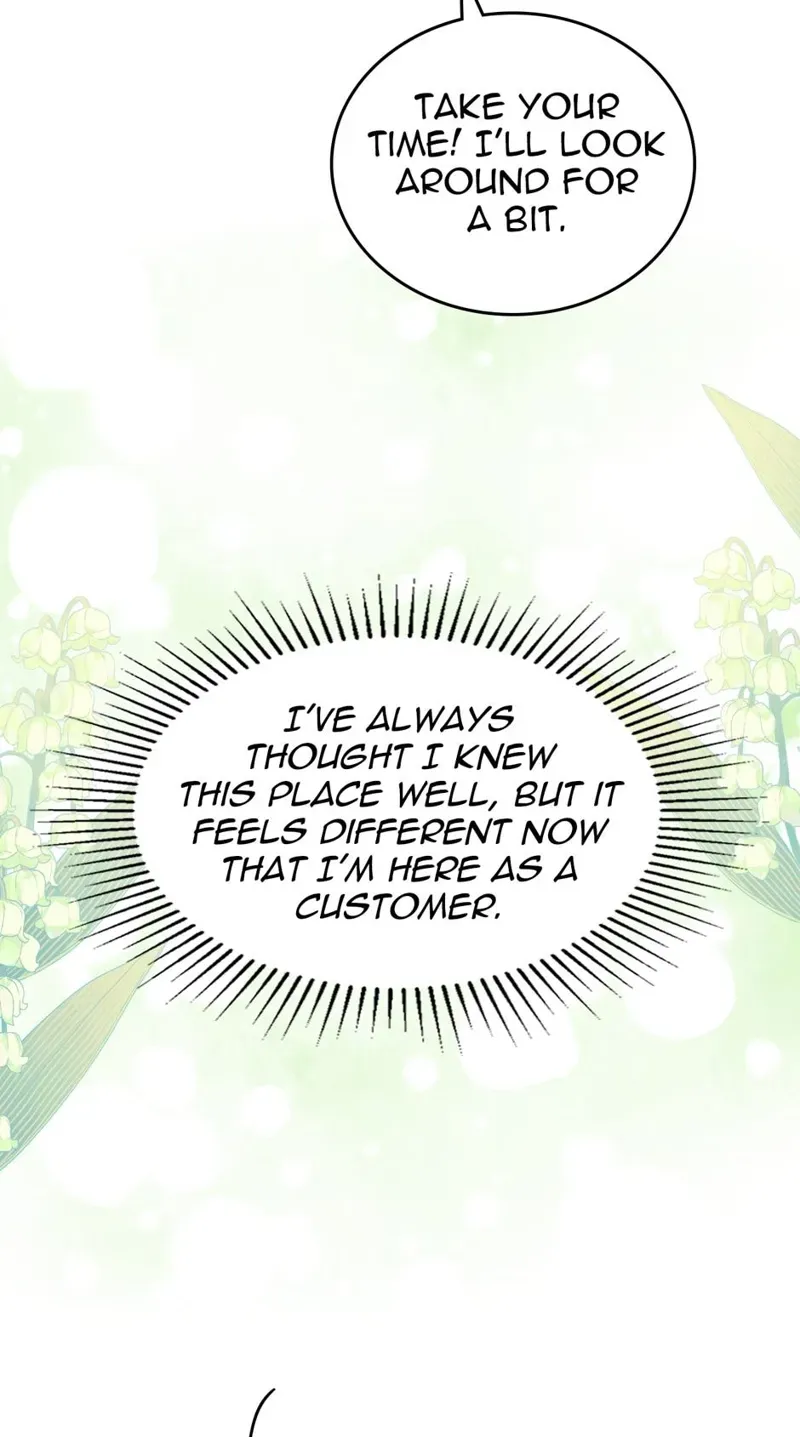 TAKE YOUR
TIME! I'LL LOOK
AROUND FOR
A BIT.
I'VE ALWAYS
THOUGHT I KNEW
THIS PLACE WELL, BUT IT
FEELS DIFFERENT NOW
THAT I'M HERE AS A
CUSTOMER.